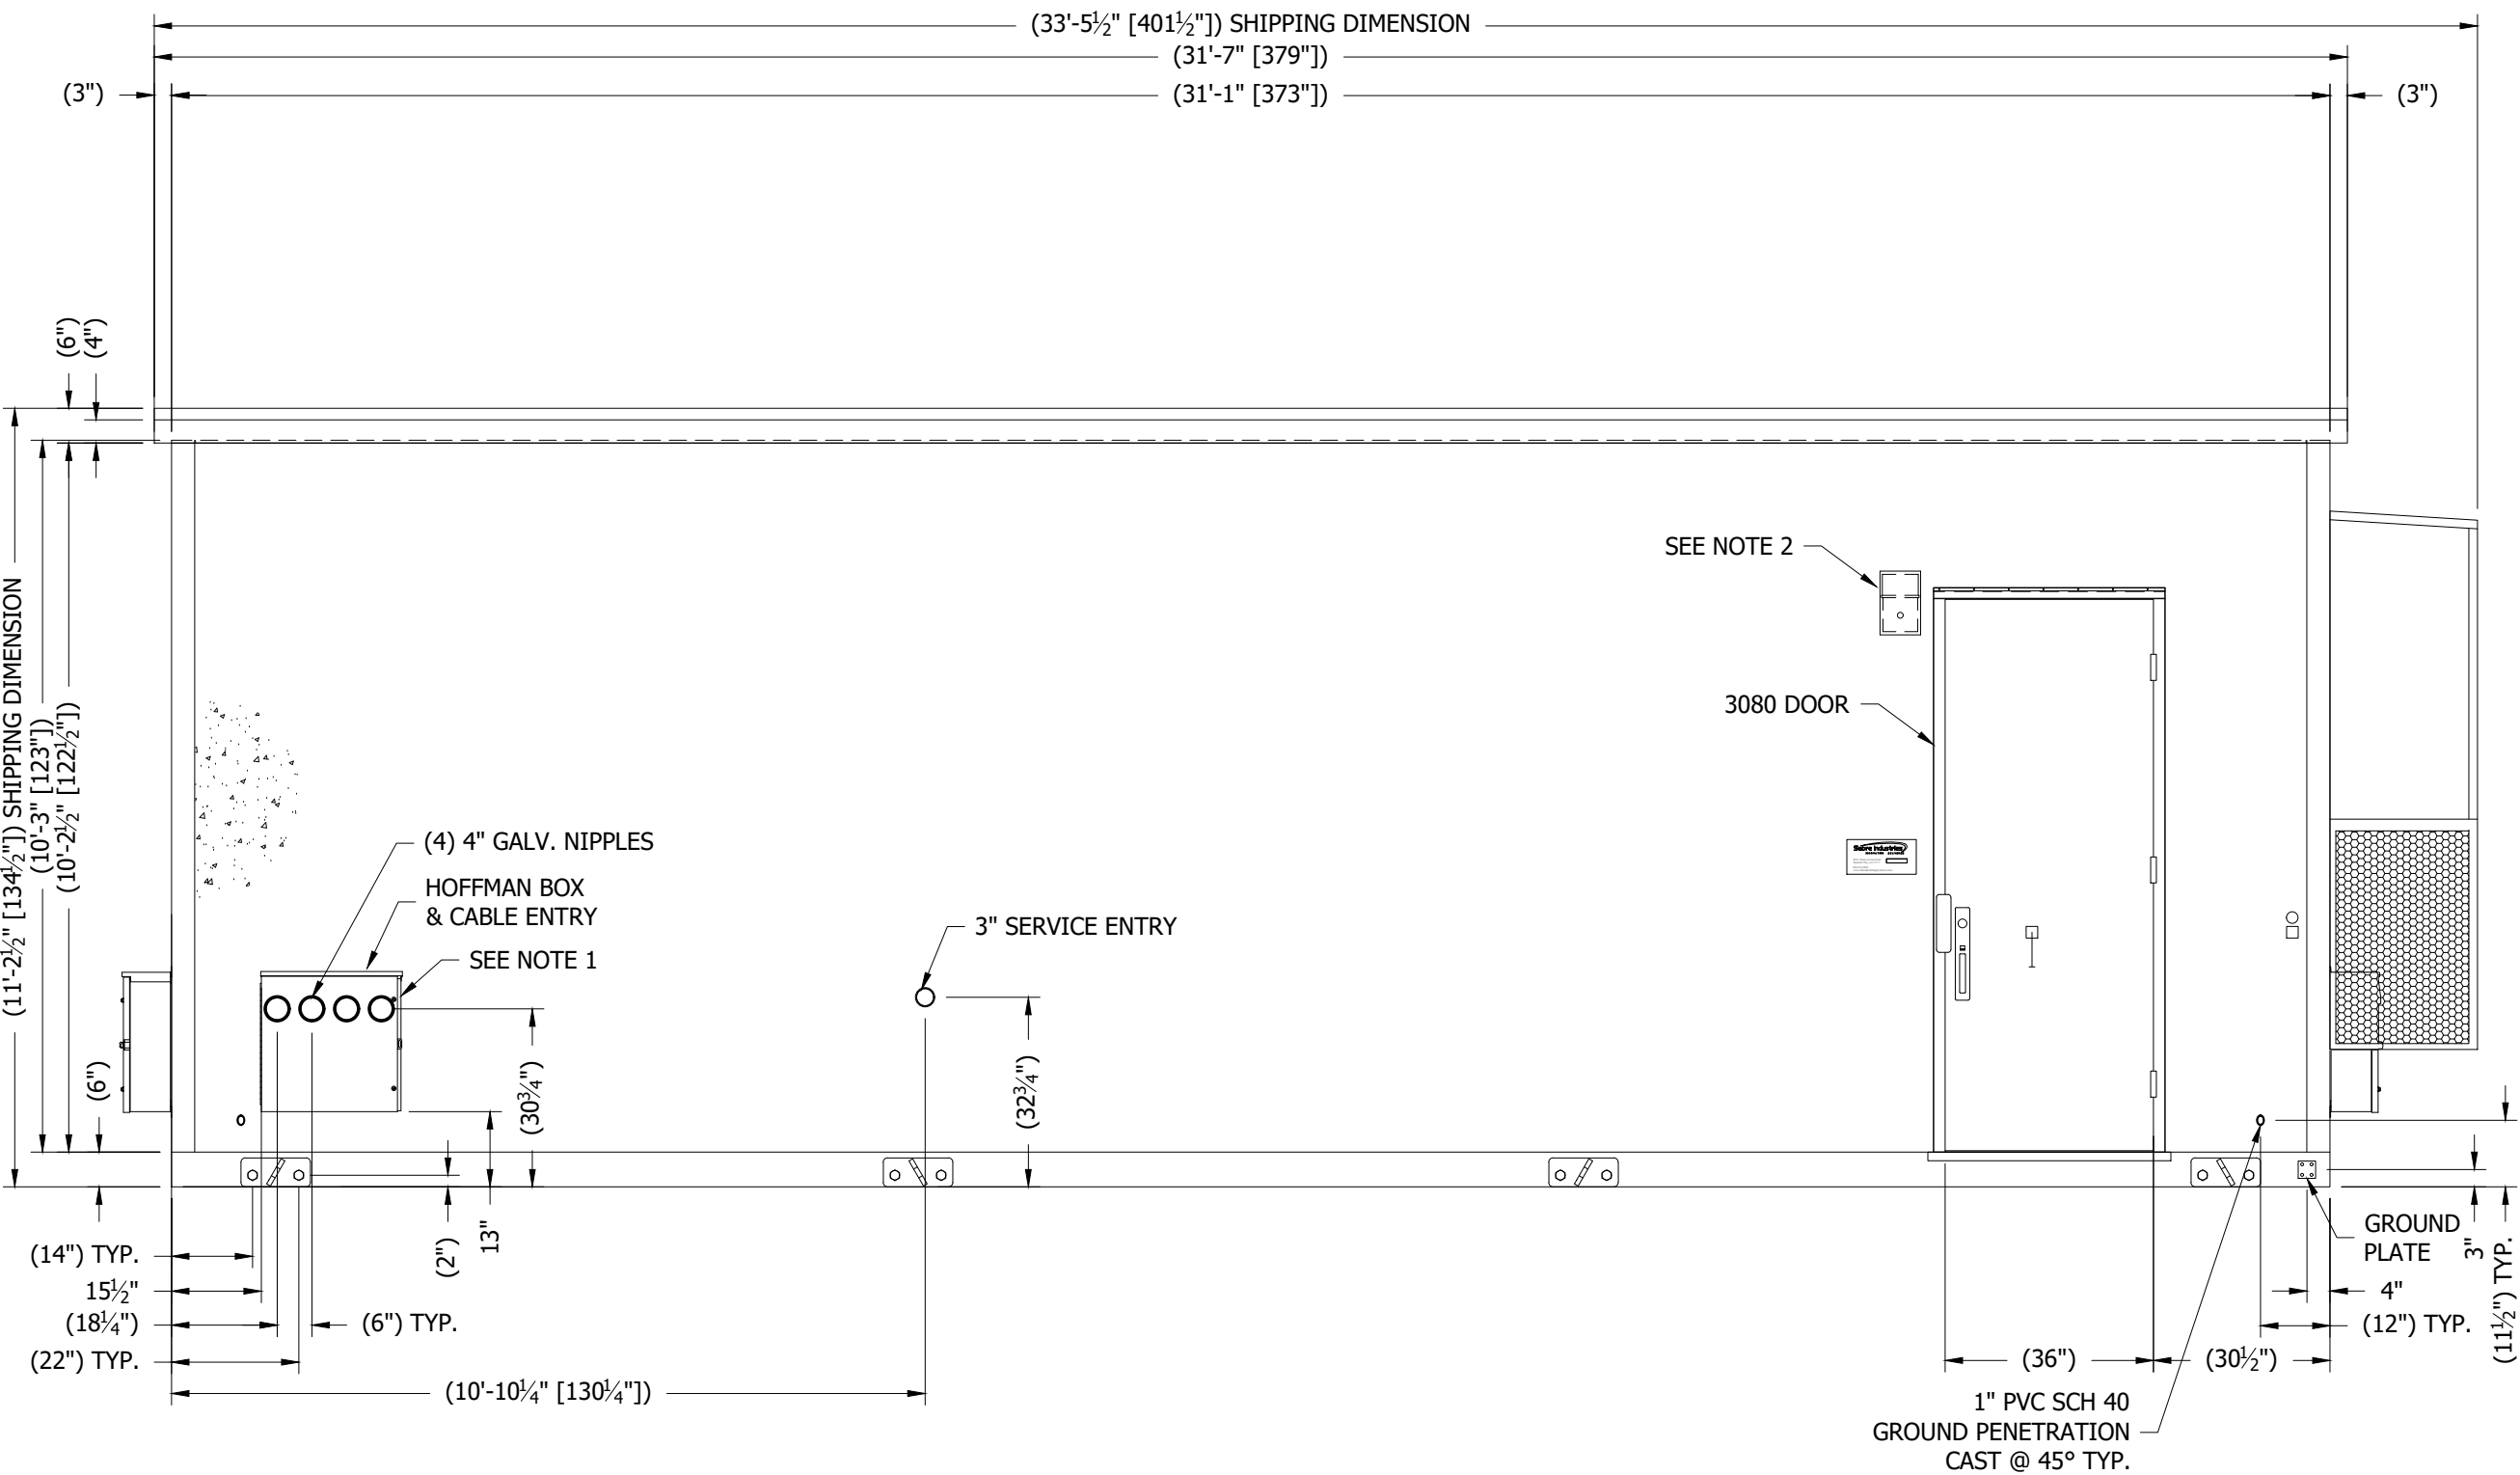 (33'-5½" [401½"]) SHIPPING DIMENSION
(31'-7" [379"])
(3")
(31'-1" [373"])
(3")
(6")
(4")
(11'-2½" [134½"]) SHIPPING DIMENSION
(10'-3" [123"])
(10'-2½" [122½"])
SEE NOTE 2
3080 DOOR
(4) 4" GALV. NIPPLES
HOFFMAN BOX
& CABLE ENTRY
SEE NOTE 1
3" SERVICE ENTRY
Sabre Industries
(6")
(30¾")
(32¾")
(2")
13"
(14") TYP.
15½"
(18¼")
(6") TYP.
(22") TYP.
(10'-10¼" [130¼"])
GROUND
PLATE
3"
(11½") TYP.
4"
(12") TYP.
(36")
(30½")
1" PVC SCH 40
GROUND PENETRATION
CAST @ 45° TYP.